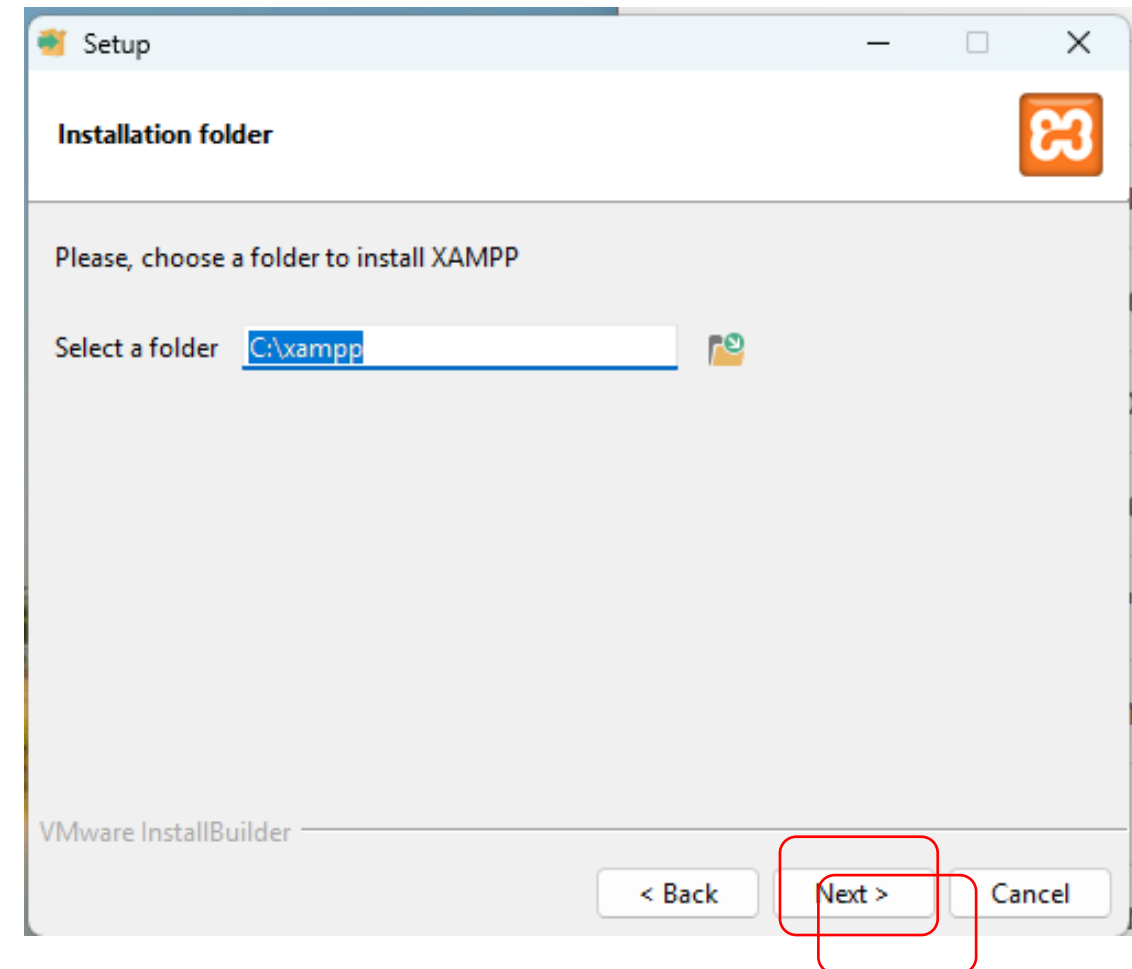 Setup
Installation folder
Please, choose a folder to install XAMPP
Select a folder C:\xampp
VMware InstallBuilder
< Back Next > Cancel